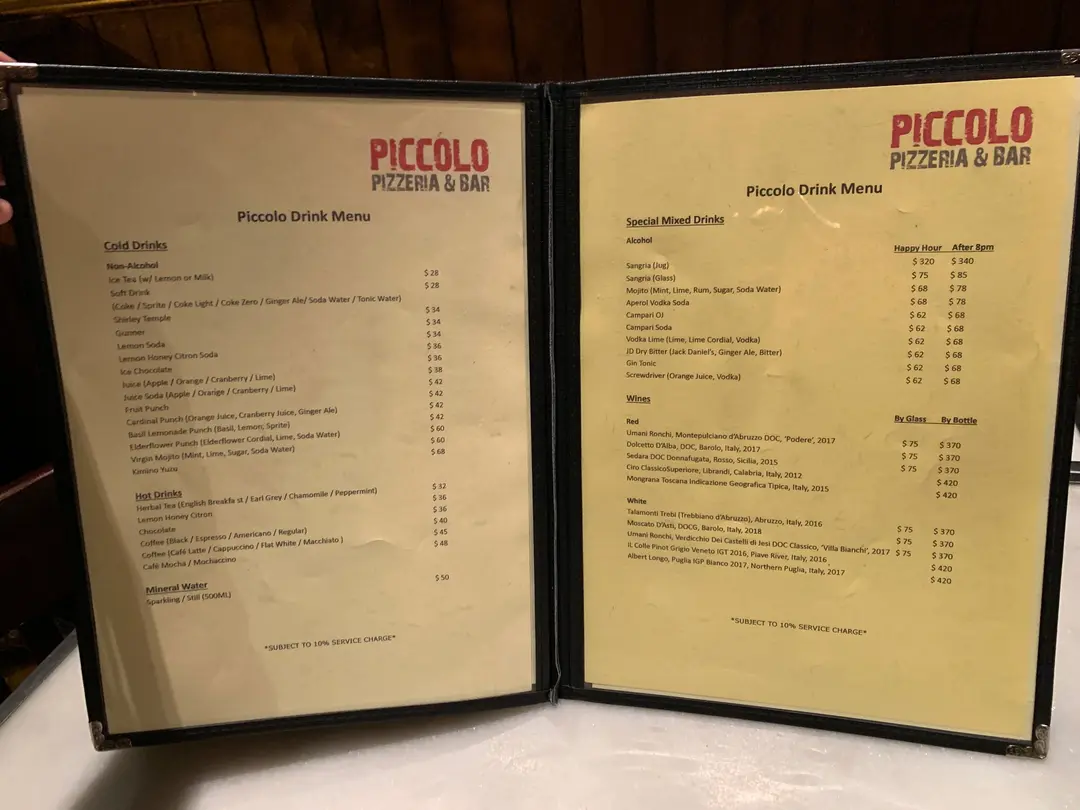 PICCOLO
PIZZERIA & BAR
Piccolo Drink Menu
Cold Drinks
Non-Alcohol
Ice Tea (w/ Lemon or Milk) $ 28
Soft Drink $ 28
(Coke / Sprite / Coke Light / Coke Zero / Ginger Ale/ Soda Water / Tonic Water)
Shirley Temple $ 34
Gunner $ 34
Lemon Soda $ 34
Lemon Honey Citron Soda $ 36
Ice Chocolate $ 36
Juice (Apple / Orange / Cranberry / Lime) $ 38
Juice Soda (Apple / Orange / Cranberry / Lime) $ 42
Fruit Punch $ 42
Cardinal Punch (Orange Juice, Cranberry Juice, Ginger Ale) $ 42
Basil Lemonade Punch (Basil, Lemon, Sprite) $ 42
Elderflower Punch (Elderflower Cordial, Lime, Soda Water) $ 60
Virgin Mojito (Mint, Lime, Sugar, Soda Water) $ 60
Kimino Yuzu $ 68
Hot Drinks
Herbal Tea (English Breakfast / Earl Grey / Chamomile / Peppermint) $ 32
Lemon Honey Citron $ 36
Chocolate $ 36
Coffee (Black / Espresso / Americano / Regular) $ 40
Coffee (Café Latte / Cappuccino / Flat White / Macchiato ) $ 45
Café Mocha / Mochaccino $ 48
Mineral Water
Sparkling / Still (500ML) $ 50
*SUBJECT TO 10% SERVICE CHARGE*
PICCOLO
PIZZERIA & BAR
Piccolo Drink Menu
Special Mixed Drinks
Alcohol Happy Hour After 8pm
Sangria (Jug) $ 320 $ 340
Sangria (Glass) $ 75 $ 85
Mojito (Mint, Lime, Rum, Sugar, Soda Water) $ 68 $ 78
Aperol Vodka Soda $ 68 $ 78
Campari OJ $ 62 $ 68
Campari Soda $ 62 $ 68
Vodka Lime (Lime, Lime Cordial, Vodka) $ 62 $ 68
JD Dry Bitter (Jack Daniel's, Ginger Ale, Bitter) $ 62 $ 68
Gin Tonic $ 62 $ 68
Screwdriver (Orange Juice, Vodka) $ 62 $ 68
Wines
Red By Glass By Bottle
Umani Ronchi, Montepulciano d'Abruzzo DOC, 'Podere', 2017 $ 75 $ 370
Dolcetto D'Alba, DOC, Barolo, Italy, 2017 $ 75 $ 370
Sedara DOC Donnafugata, Rosso, Sicilia, 2015 $ 75 $ 370
Ciro ClassicoSuperiore, Librandi, Calabria, Italy, 2012 $ 420
Mongrana Toscana Indicazione Geografica Tipica, Italy, 2015 $ 420
White
Talamonti Trebi (Trebbiano d'Abruzzo), Abruzzo, Italy, 2016 $ 75 $ 370
Moscato D'Asti, DOCG, Barolo, Italy, 2018 $ 75 $ 370
Umani Ronchi, Verdicchio Dei Castelli di Jesi DOC Classico, 'Villa Bianchi', 2017 $ 75 $ 370
IL Colle Pinot Grigio Veneto IGT 2016, Piave River, Italy, 2016 $ 420
Albert Longo, Puglia IGP Bianco 2017, Northern Puglia, Italy, 2017 $ 420
*SUBJECT TO 10% SERVICE CHARGE*